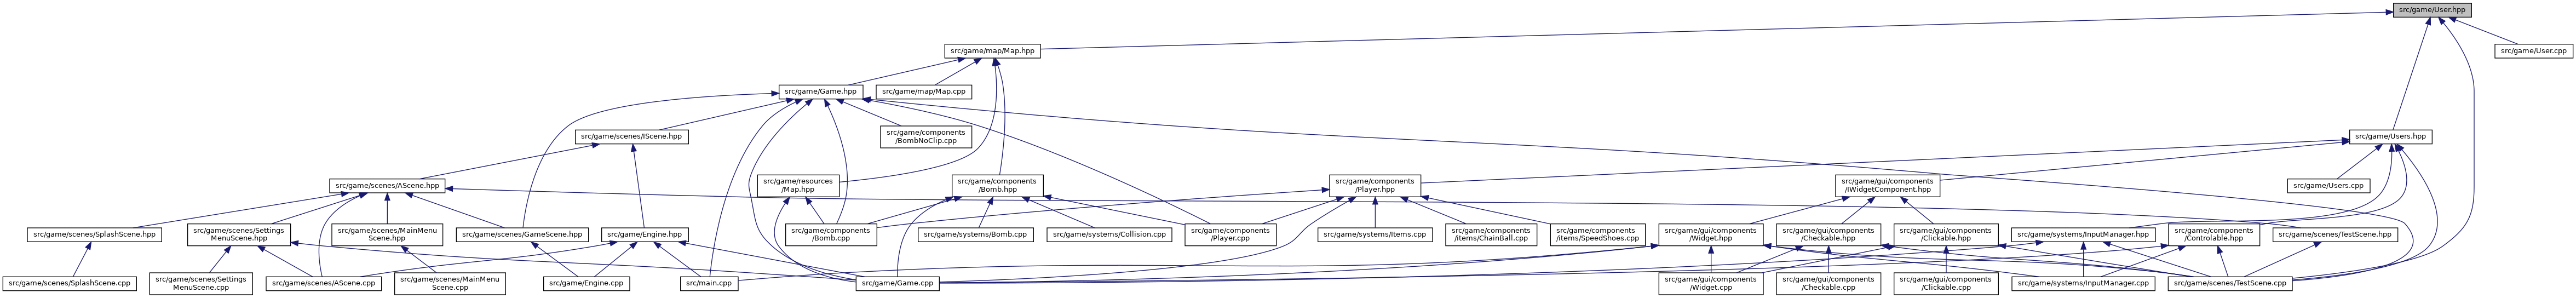 src/game/User.hpp
src/game/map/Map.hpp
src/game/User.cpp
src/game/Game.hpp
src/game/map/Map.cpp
src/game/components
/BombNoClip.cpp
src/game/scenes/IScene.hpp
src/game/Users.hpp
src/game/scenes/AScene.hpp
src/game/resources
/Map.hpp
src/game/components
/Bomb.hpp
src/game/components
/Player.hpp
src/game/gui/components
/IWidgetComponent.hpp
src/game/Users.cpp
src/game/scenes/SplashScene.hpp
src/game/scenes/Settings
MenuScene.hpp
src/game/scenes/MainMenu
Scene.hpp
src/game/scenes/GameScene.hpp
src/game/Engine.hpp
src/game/components
/Bomb.cpp
src/game/systems/Bomb.cpp
src/game/systems/Collision.cpp
src/game/components
/Player.cpp
src/game/systems/Items.cpp
src/game/components
/items/ChainBall.cpp
src/game/components
/items/SpeedShoes.cpp
src/game/gui/components
/Widget.hpp
src/game/gui/components
/Checkable.hpp
src/game/gui/components
/Clickable.hpp
src/game/systems/InputManager.hpp
src/game/components
/Controlable.hpp
src/game/scenes/TestScene.hpp
src/game/scenes/SplashScene.cpp
src/game/scenes/Settings
MenuScene.cpp
src/game/scenes/AScene.cpp
src/game/scenes/MainMenu
Scene.cpp
src/game/Engine.cpp
src/main.cpp
src/game/Game.cpp
src/game/gui/components
/Widget.cpp
src/game/gui/components
/Checkable.cpp
src/game/gui/components
/Clickable.cpp
src/game/systems/InputManager.cpp
src/game/scenes/TestScene.cpp